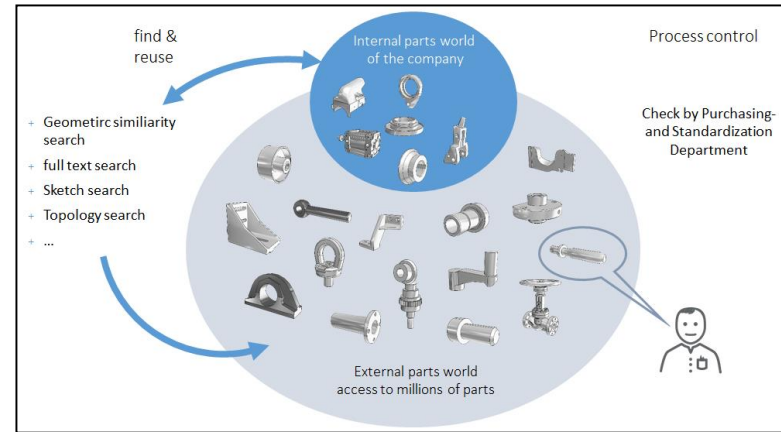 find &
reuse
Internal parts world
of the company
Process control
+ Geometirc similiarity
search
+ full text search
+ Sketch search
+ Topology search
+ ...
Check by Purchasing-
and Standardization
Department
External parts world
access to millions of parts